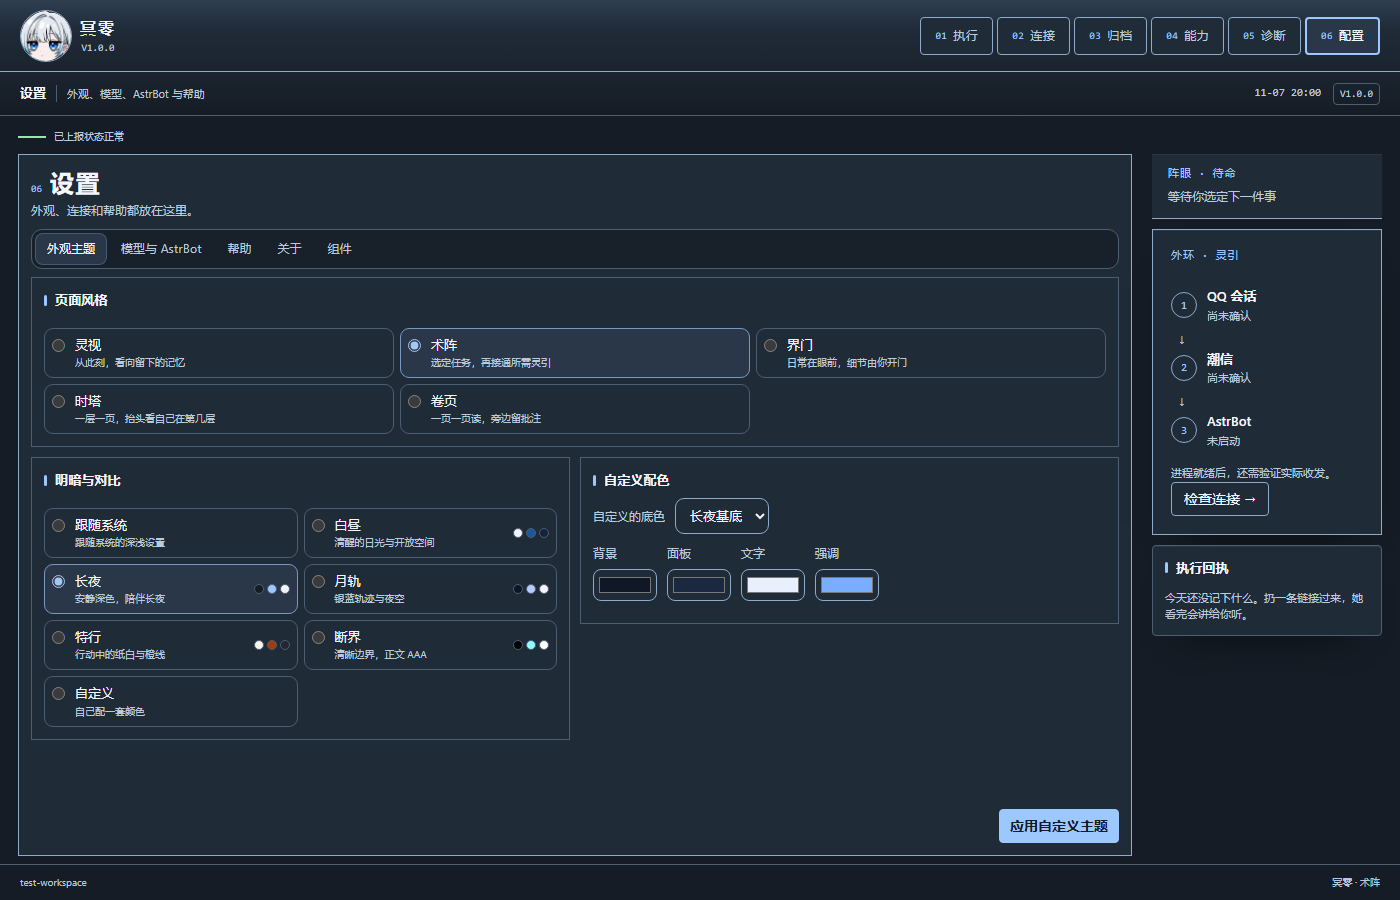 冥零
V1.0.0
01 执行
02 连接
03 归档
04 能力
05 诊断
06 配置
设置
外观、模型、AstrBot 与帮助
11-07 20:00
V1.0.0
已上报状态正常
06 设置
外观、连接和帮助都放在这里。
外观主题
模型与 AstrBot
帮助
关于
组件
页面风格
灵视
从此刻，看向留下的记忆
术阵
选定任务，再接通所需灵引
界门
日常在眼前，细节由你开门
时塔
一层一页，抬头看自己在第几层
卷页
一页一页读，旁边留批注
明暗与对比
跟随系统
跟随系统的深浅设置
白昼
清醒的日光与开放空间
长夜
安静深色，陪伴长夜
月轨
银蓝轨迹与夜空
特行
行动中的纸白与橙线
断界
清晰边界，正文 AAA
自定义
自己配一套颜色
自定义配色
自定义的底色
长夜基底
背景
面板
文字
强调
应用自定义主题
阵眼 · 待命
等待你选定下一件事
外环 · 灵引
1
QQ 会话
尚未确认
↓
2
潮信
尚未确认
↓
3
AstrBot
未启动
进程就绪后，还需验证实际收发。
检查连接 →
执行回执
今天还没记下什么。扔一条链接过来，她
看完会讲给你听。
test-workspace
冥零 · 术阵